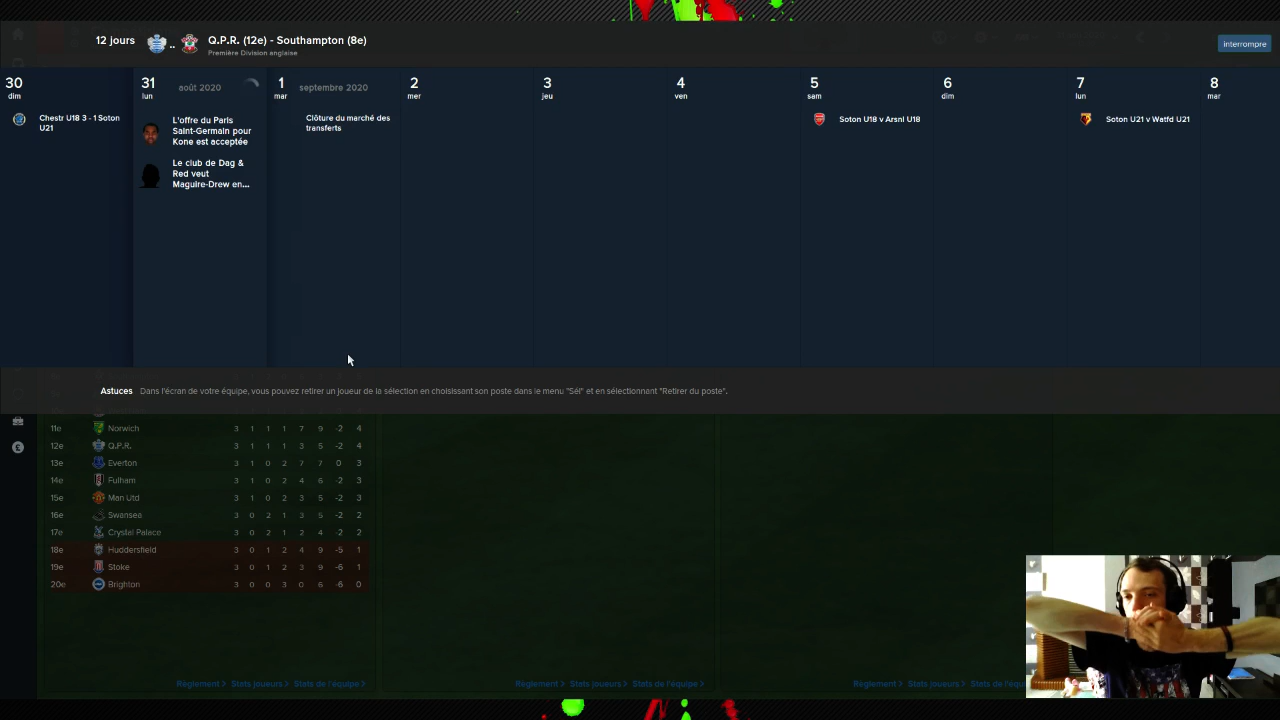 12 jours
Q.P.R. (12e) - Southampton (8e)
Première Division anglaise
interrompre
30
dim
31
lun
août 2020
1
mar
septembre 2020
2
mer
3
jeu
4
ven
5
sam
6
dim
7
lun
8
mar
Chestr U18 3 - 1 Soton
U21
L'offre du Paris
Saint-Germain pour
Kone est acceptée
Le club de Dag &
Red veut
Maguire-Drew en...
Clôture du marché des
transferts
Soton U18 v Arsnl U18
Soton U21 v Watfd U21
Astuces Dans l'écran de votre équipe, vous pouvez retirer un joueur de la sélection en choisissant son poste dans le menu "Sél" et en sélectionnant "Retirer du poste".
11e Norwich 3 1 1 1 7 9 -2 4
12e Q.P.R. 3 1 1 1 3 5 -2 4
13e Everton 3 1 0 2 7 7 0 3
14e Fulham 3 1 0 2 4 6 -2 3
15e Man Utd 3 1 0 2 3 5 -2 3
16e Swansea 3 0 2 1 3 5 -2 2
17e Crystal Palace 3 0 2 1 2 4 -2 2
18e Huddersfield 3 0 1 2 4 9 -5 1
19e Stoke 3 0 1 2 3 9 -6 1
20e Brighton 3 0 0 3 0 6 -6 0
Règlement > Stats joueurs > Stats de l'équipe >
Règlement > Stats joueurs > Stats de l'équipe >
Règlement > Stats joueurs > Stats de l'équ